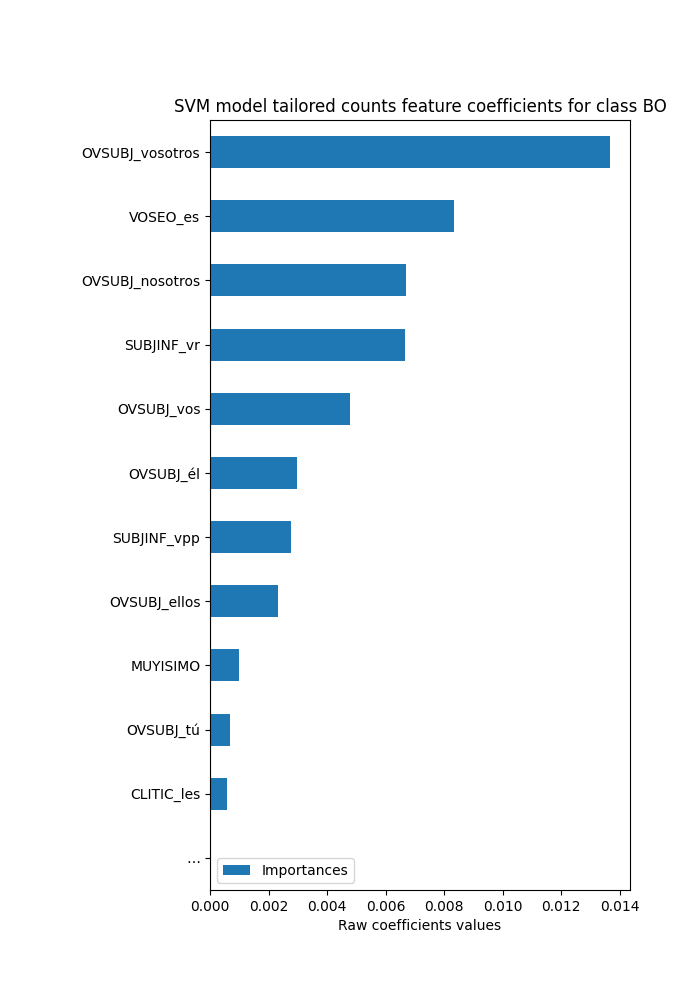 SVM model tailored counts feature coefficients for class BO
OVSUBJ_vosotros
VOSEO_es
OVSUBJ_nosotros
SUBJINF_vr
OVSUBJ_vos
OVSUBJ_él
SUBJINF_vpp
OVSUBJ_ellos
MUYISIMO
OVSUBJ_tú
CLITIC_les
...
Importances
0.000 0.002 0.004 0.006 0.008 0.010 0.012 0.014
Raw coefficients values